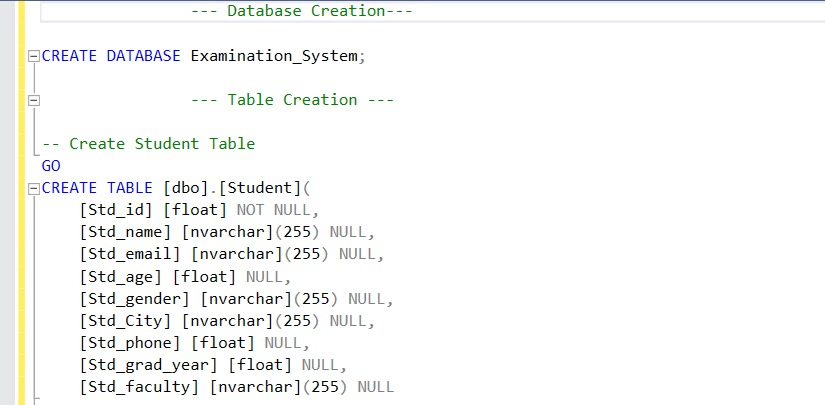 --- Database Creation---
CREATE DATABASE Examination_System;
--- Table Creation ---
-- Create Student Table
GO
CREATE TABLE [dbo].[Student](
[Std_id] [float] NOT NULL,
[Std_name] [nvarchar](255) NULL,
[Std_email] [nvarchar](255) NULL,
[Std_age] [float] NULL,
[Std_gender] [nvarchar](255) NULL,
[Std_City] [nvarchar](255) NULL,
[Std_phone] [float] NULL,
[Std_grad_year] [float] NULL,
[Std_faculty] [nvarchar](255) NULL